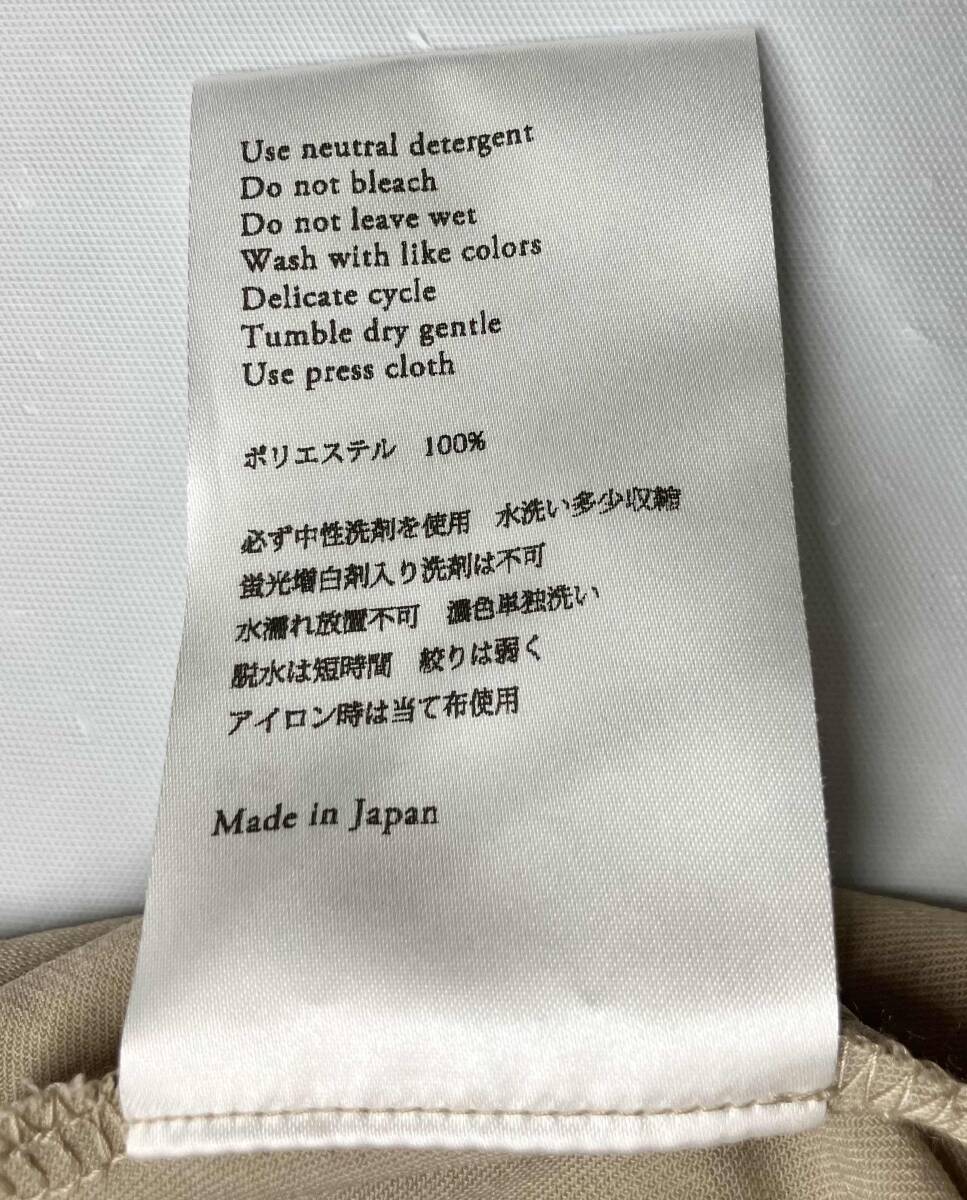 Use neutral detergent
Do not bleach
Do not leave wet
Wash with like colors
Delicate cycle
Tumble dry gentle
Use press cloth
ポリエステル 100%
必ず中性洗剤を使用 水洗い多少収縮
蛍光増白剤入り洗剤は不可
水濡れ放置不可 濃色単独洗い
脱水は短時間 絞りは弱く
アイロン時は当て布使用
Made in Japan